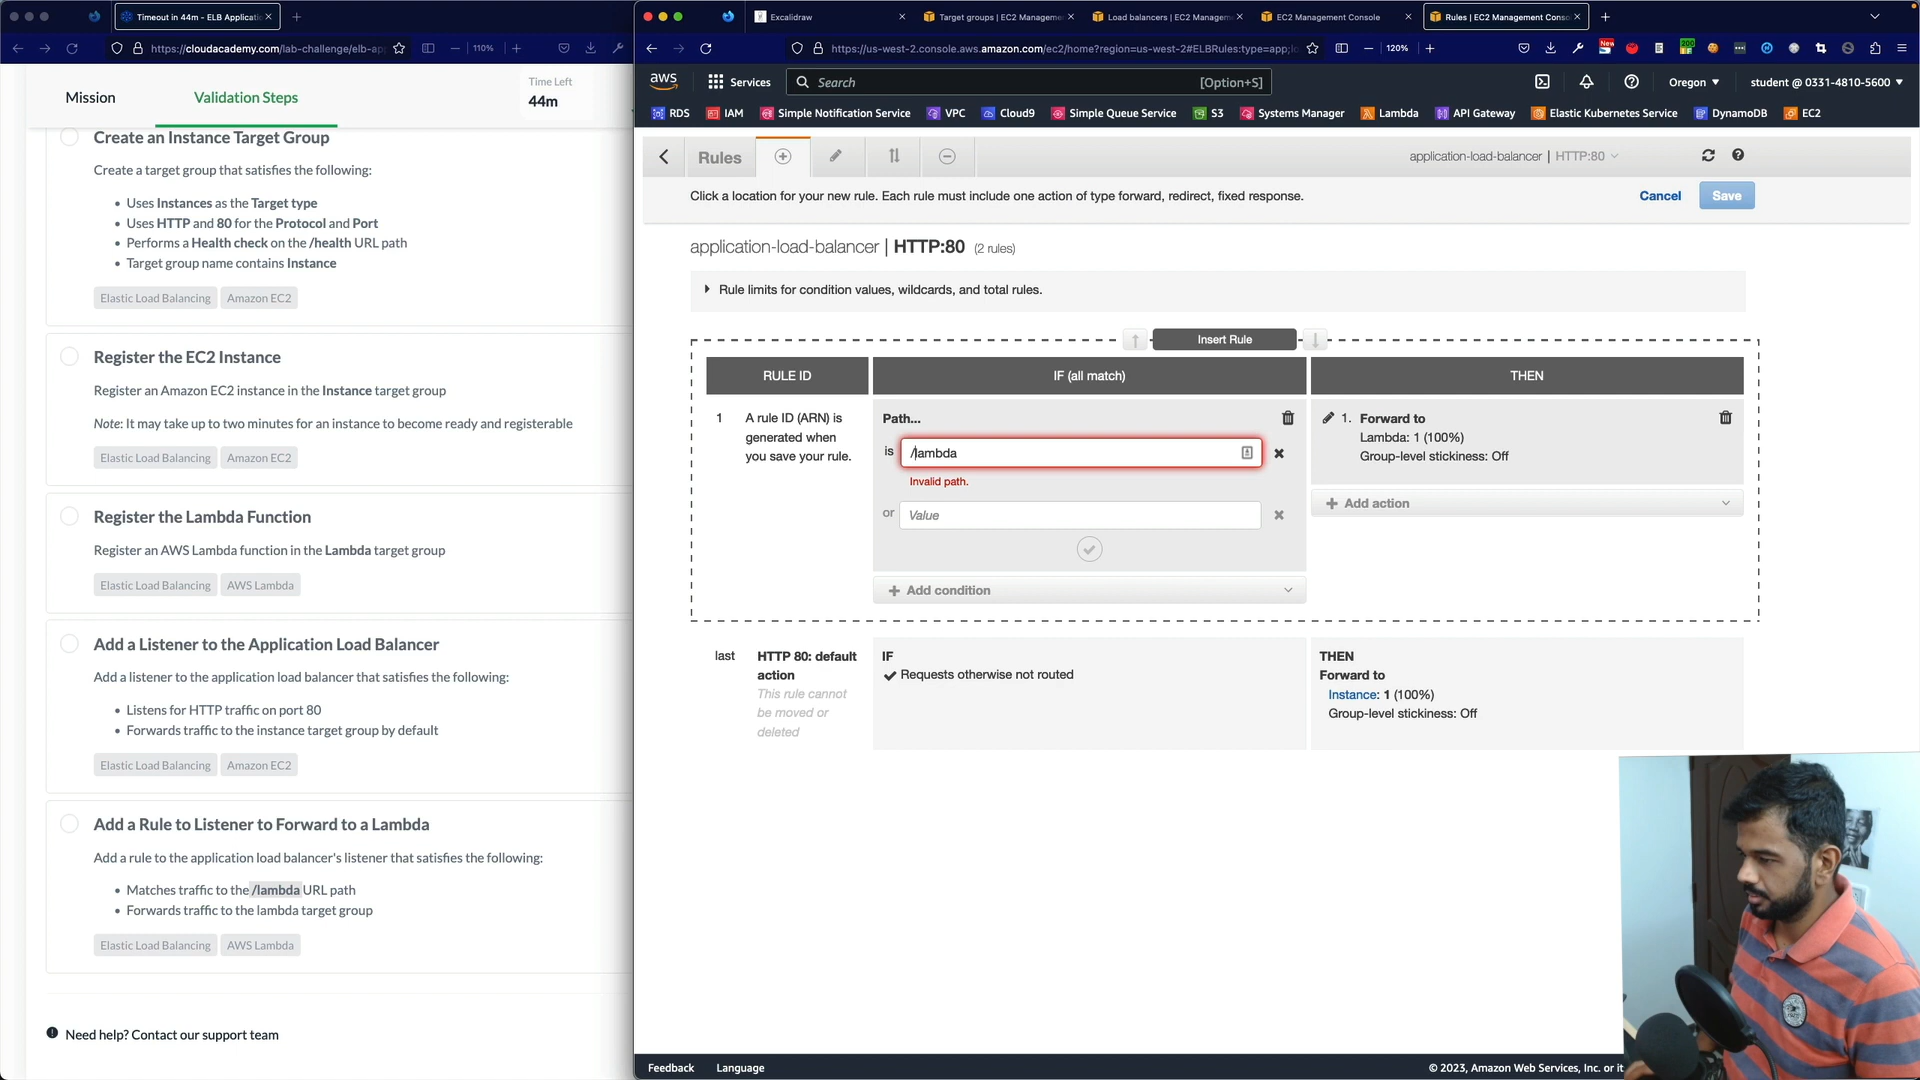 Timeout in 44m - ELB Applicatio
https://cloudacademy.com/lab-challenge/elb-ap
110%
Mission
Validation Steps
Time Left
44m
Create an Instance Target Group
Create a target group that satisfies the following:
• Uses Instances as the Target type
• Uses HTTP and 80 for the Protocol and Port
• Performs a Health check on the /health URL path
• Target group name contains Instance
Elastic Load Balancing
Amazon EC2
Register the EC2 Instance
Register an Amazon EC2 instance in the Instance target group
Note: It may take up to two minutes for an instance to become ready and registerable
Elastic Load Balancing
Amazon EC2
Register the Lambda Function
Register an AWS Lambda function in the Lambda target group
Elastic Load Balancing
AWS Lambda
Add a Listener to the Application Load Balancer
Add a listener to the application load balancer that satisfies the following:
• Listens for HTTP traffic on port 80
• Forwards traffic to the instance target group by default
Elastic Load Balancing
Amazon EC2
Add a Rule to Listener to Forward to a Lambda
Add a rule to the application load balancer's listener that satisfies the following:
• Matches traffic to the /lambda URL path
• Forwards traffic to the lambda target group
Elastic Load Balancing
AWS Lambda
Need help? Contact our support team
Excalidraw
Target groups | EC2 Manageme
Load balancers | EC2 Managem
EC2 Management Console
Rules | EC2 Management Conso
https://us-west-2.console.aws.amazon.com/ec2/home?region=us-west-2#ELBRules:type=app;lo
120%
New
200
aws
Services
Search
[Option+S]
Oregon
student @ 0331-4810-5600
RDS
IAM
Simple Notification Service
VPC
Cloud9
Simple Queue Service
S3
Systems Manager
Lambda
API Gateway
Elastic Kubernetes Service
DynamoDB
EC2
Rules
application-load-balancer | HTTP:80
Click a location for your new rule. Each rule must include one action of type forward, redirect, fixed response.
Cancel
Save
application-load-balancer | HTTP:80 (2 rules)
Rule limits for condition values, wildcards, and total rules.
Insert Rule
RULE ID
IF (all match)
THEN
1
A rule ID (ARN) is
generated when
you save your rule.
Path...
is
/lambda
Invalid path.
or
Value
Add condition
1. Forward to
Lambda: 1 (100%)
Group-level stickiness: Off
Add action
last
HTTP 80: default
action
This rule cannot
be moved or
deleted
IF
Requests otherwise not routed
THEN
Forward to
Instance: 1 (100%)
Group-level stickiness: Off
Feedback
Language
© 2023, Amazon Web Services, Inc. or it